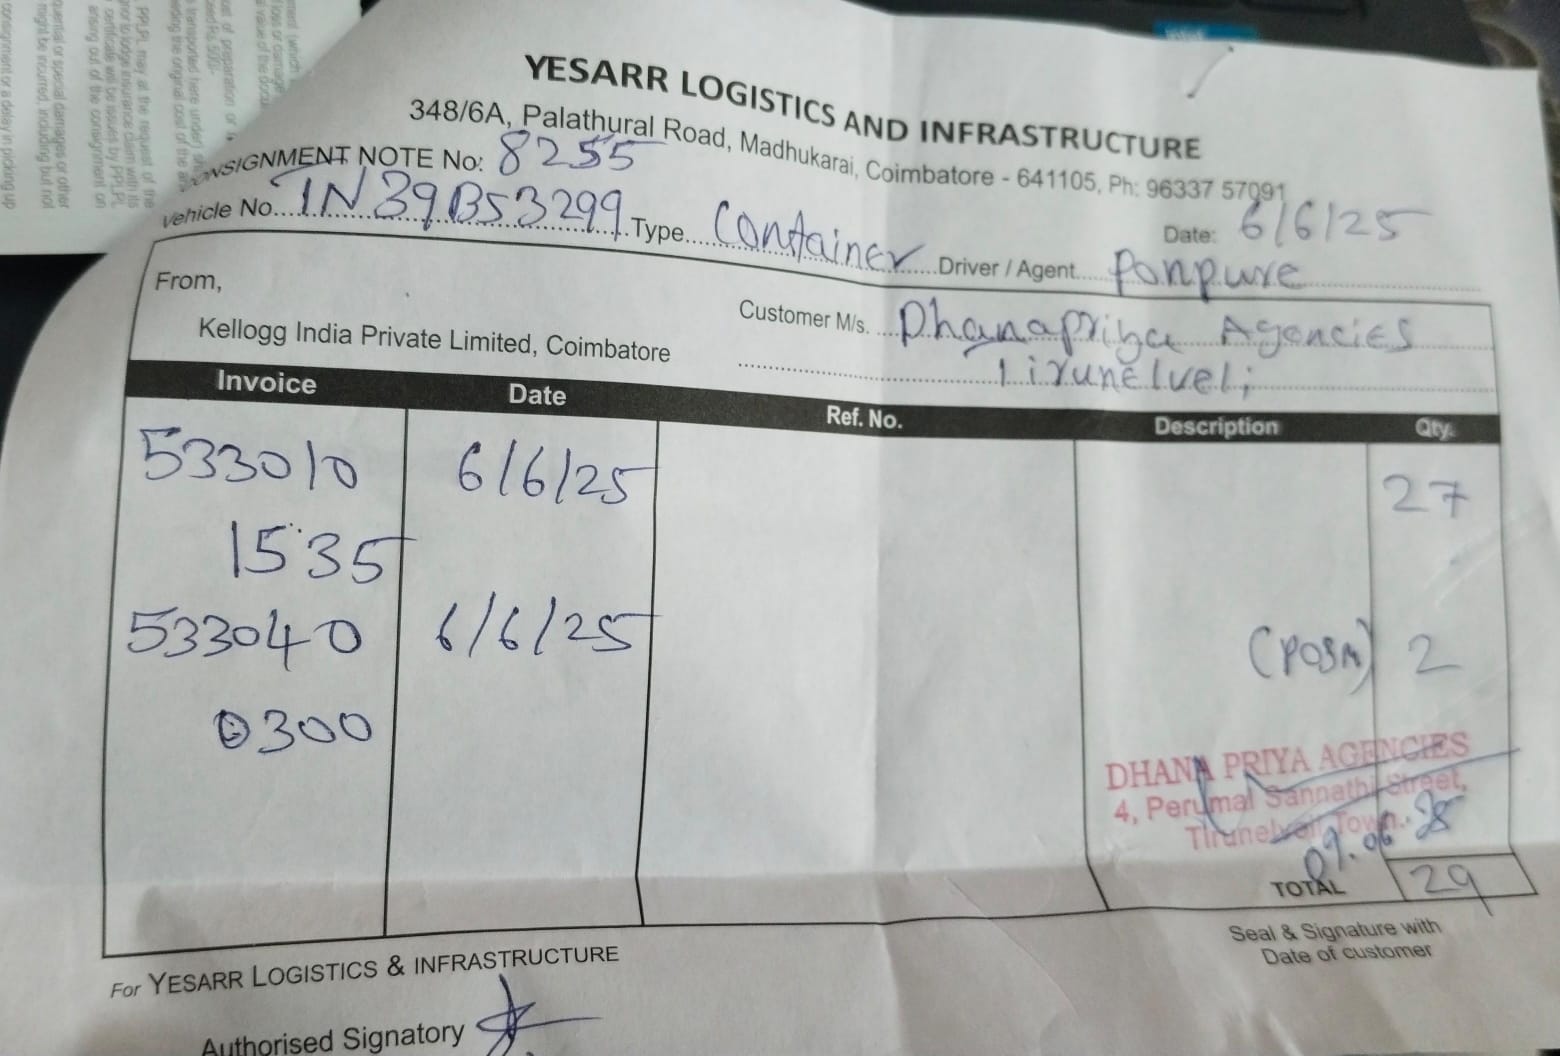 YESARR LOGISTICS AND INFRASTRUCTURE
348/6A, Palathural Road, Madhukarai, Coimbatore - 641105, Ph: 96337 57091
CONSIGNMENT NOTE No: 8255
Date: 6/6/25
Vehicle No. TN39BS3299 Type Container Driver / Agent Ponpure
From,
Kellogg India Private Limited, Coimbatore
Customer M/s. Dhanapriya Agencies
Tirunelveli
Invoice Date Ref. No. Description Qty.
533010 6/6/25 27
1535
533040 6/6/25 (POSM) 2
0300
DHANA PRIYA AGENCIES
4, Perumal Sannathi Street,
Tirunelveli Town.
09.06.25
TOTAL 29
For YESARR LOGISTICS & INFRASTRUCTURE
Seal & Signature with
Date of customer
Authorised Signatory